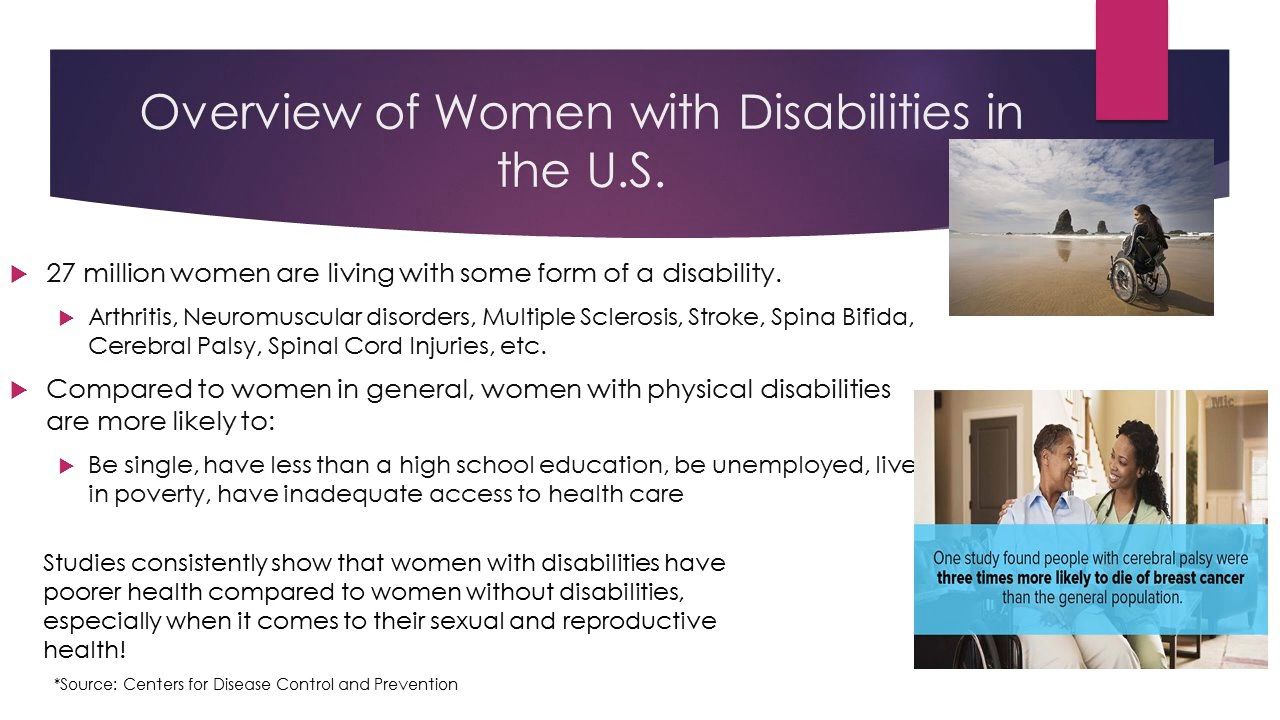 Overview of Women with Disabilities in
the U.S.
27 million women are living with some form of a disability.
Arthritis, Neuromuscular disorders, Multiple Sclerosis, Stroke, Spina Bifida,
Cerebral Palsy, Spinal Cord Injuries, etc.
Compared to women in general, women with physical disabilities
are more likely to:
Be single, have less than a high school education, be unemployed, live
in poverty, have inadequate access to health care
Studies consistently show that women with disabilities have
poorer health compared to women without disabilities,
especially when it comes to their sexual and reproductive
health!
*Source: Centers for Disease Control and Prevention
Mic
One study found people with cerebral palsy were
three times more likely to die of breast cancer
than the general population.